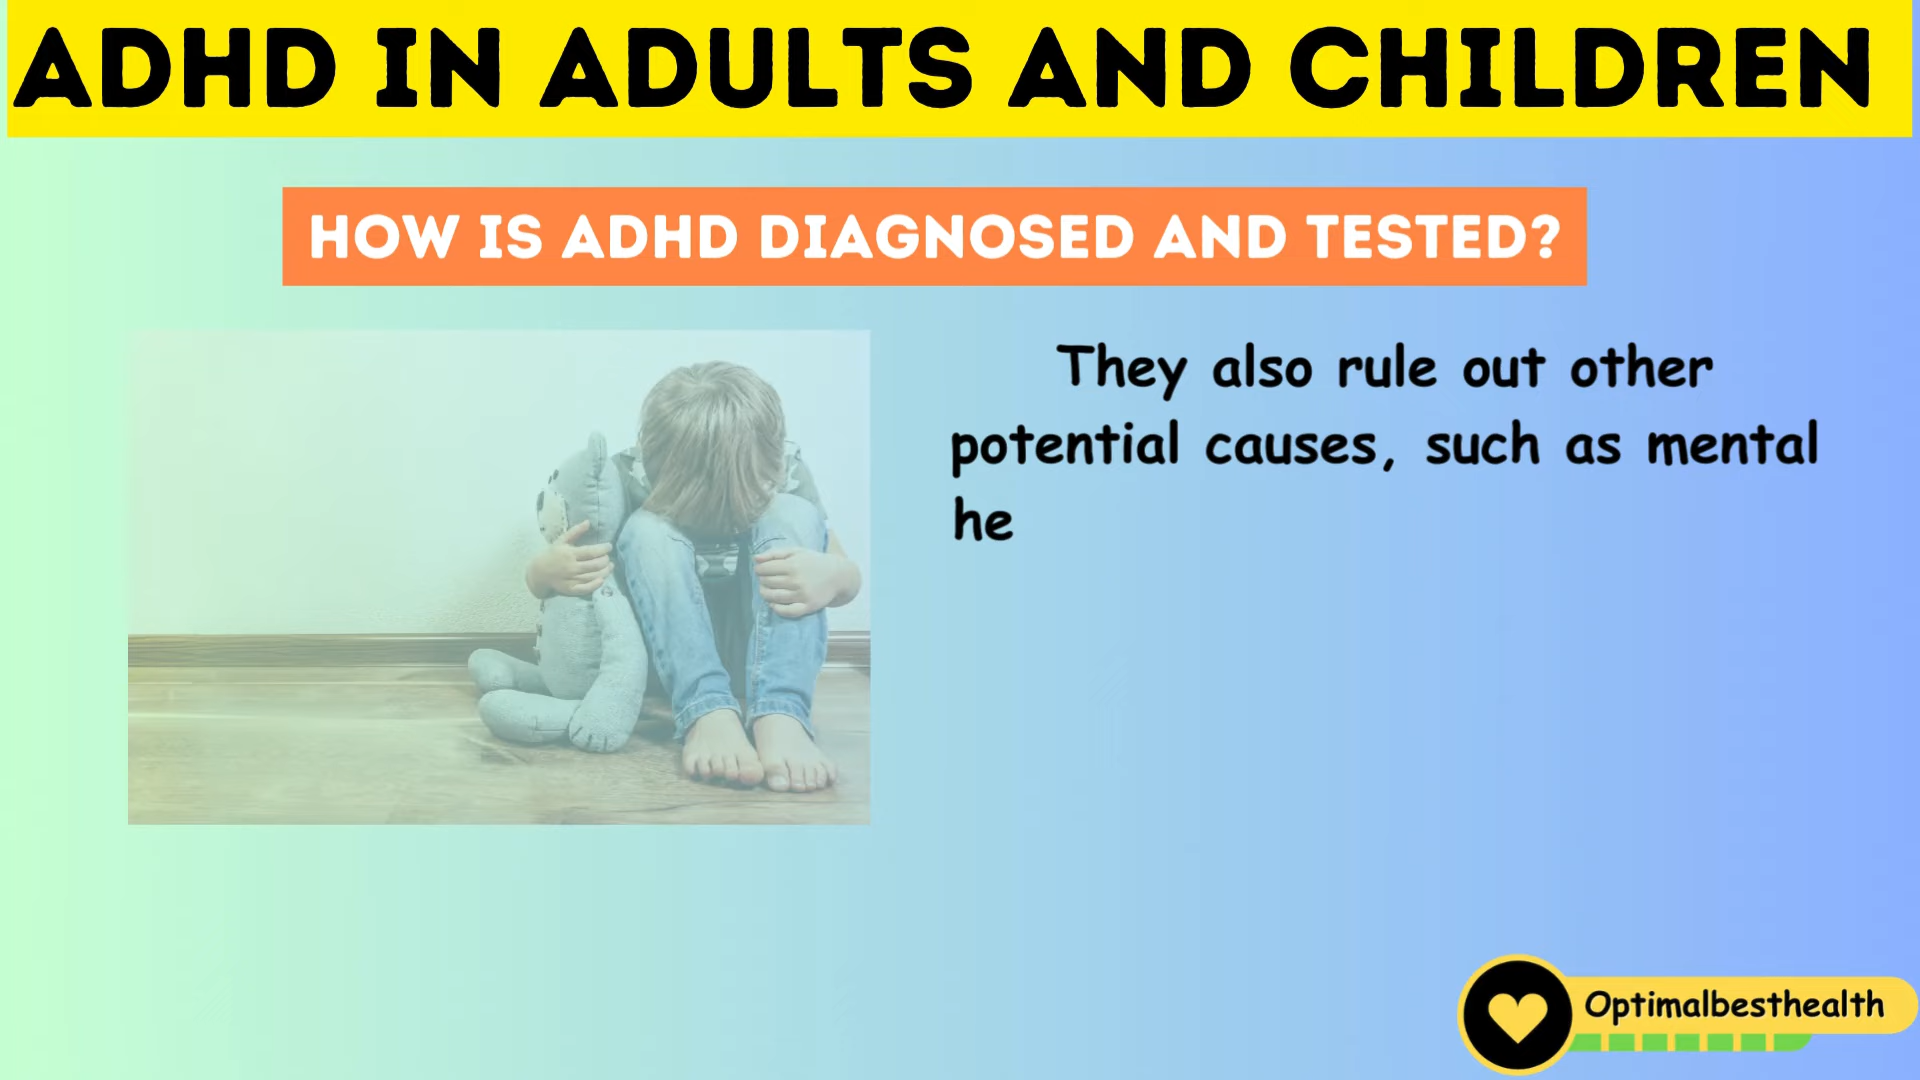 ADHD IN ADULTS AND CHILDREN
HOW IS ADHD DIAGNOSED AND TESTED?
They also rule out other
potential causes, such as mental
he
Optimalbesthealth